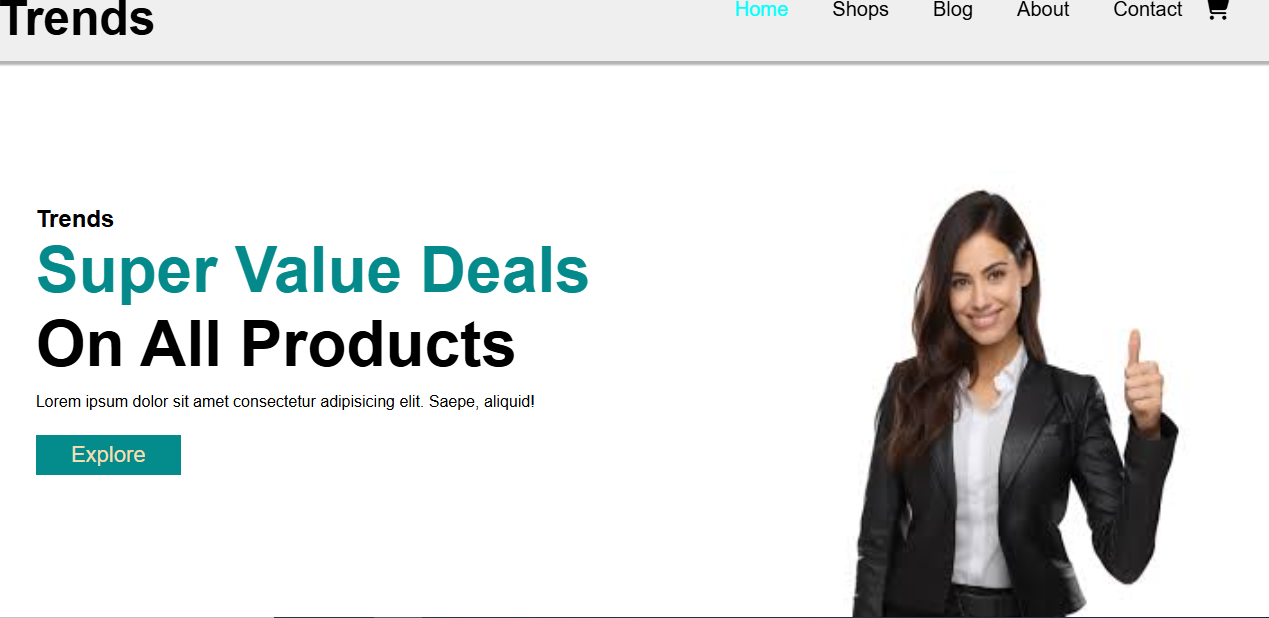 Trends
Home Shops Blog About Contact
Trends
Super Value Deals
On All Products
Lorem ipsum dolor sit amet consectetur adipisicing elit. Saepe, aliquid!
Explore